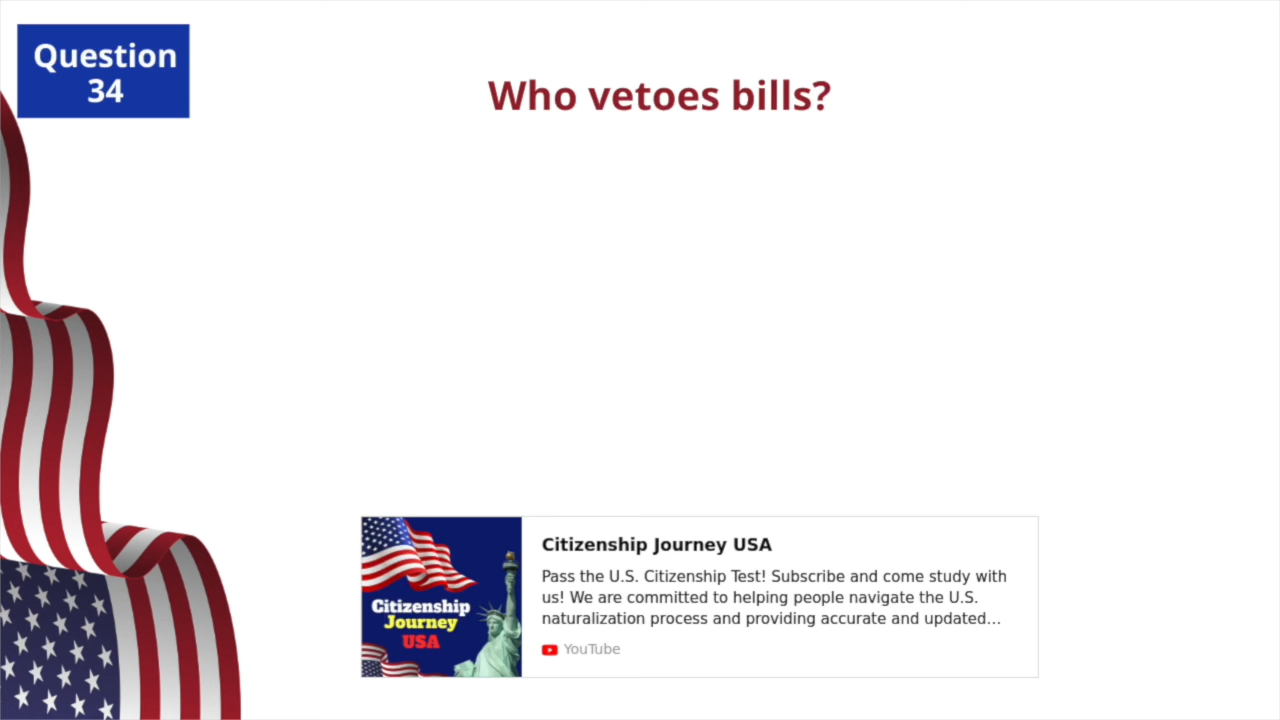 Question
34
Who vetoes bills?
Citizenship
Journey
USA
Citizenship Journey USA
Pass the U.S. Citizenship Test! Subscribe and come study with
us! We are committed to helping people navigate the U.S.
naturalization process and providing accurate and updated...
YouTube